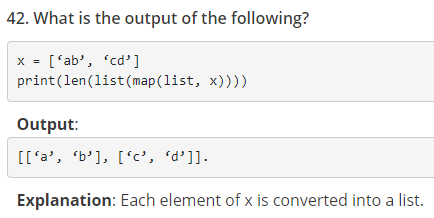 42. What is the output of the following?
x = [‘ab’, ‘cd’]
print(len(list(map(list, x))))
Output:
[[‘a’, ‘b’], [‘c’, ‘d’]].
Explanation: Each element of x is converted into a list.